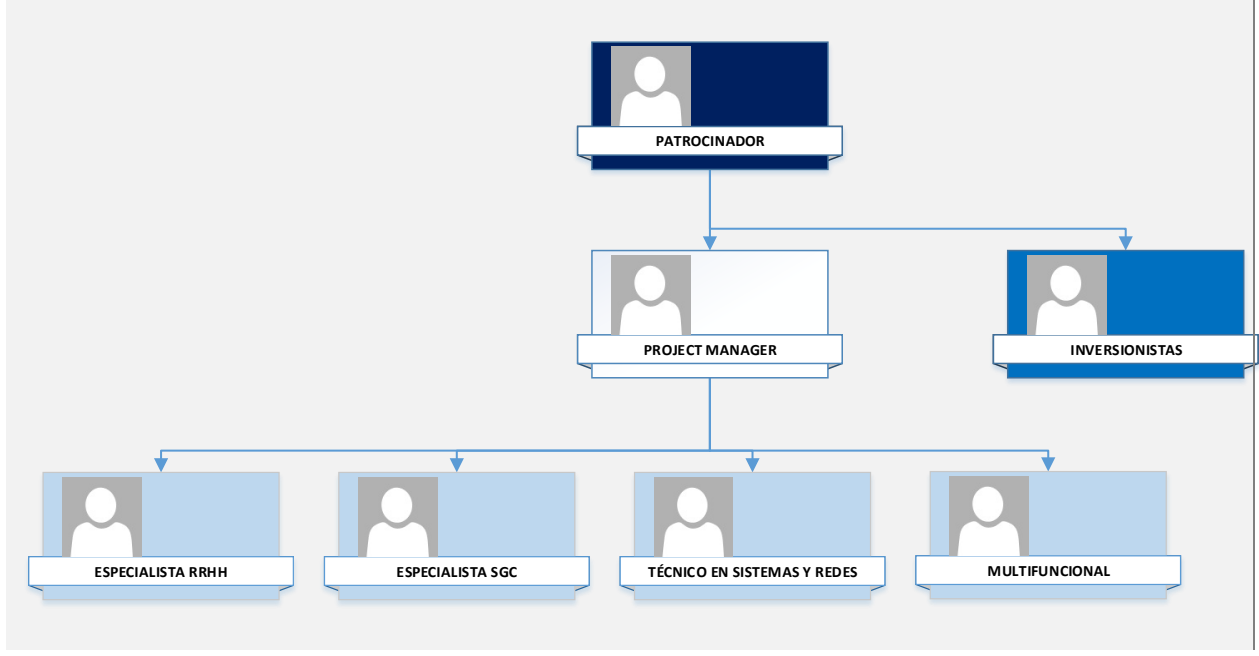 PATROCINADOR
PROJECT MANAGER
INVERSIONISTAS
ESPECIALISTA RRHH
ESPECIALISTA SGC
TÉCNICO EN SISTEMAS Y REDES
MULTIFUNCIONAL